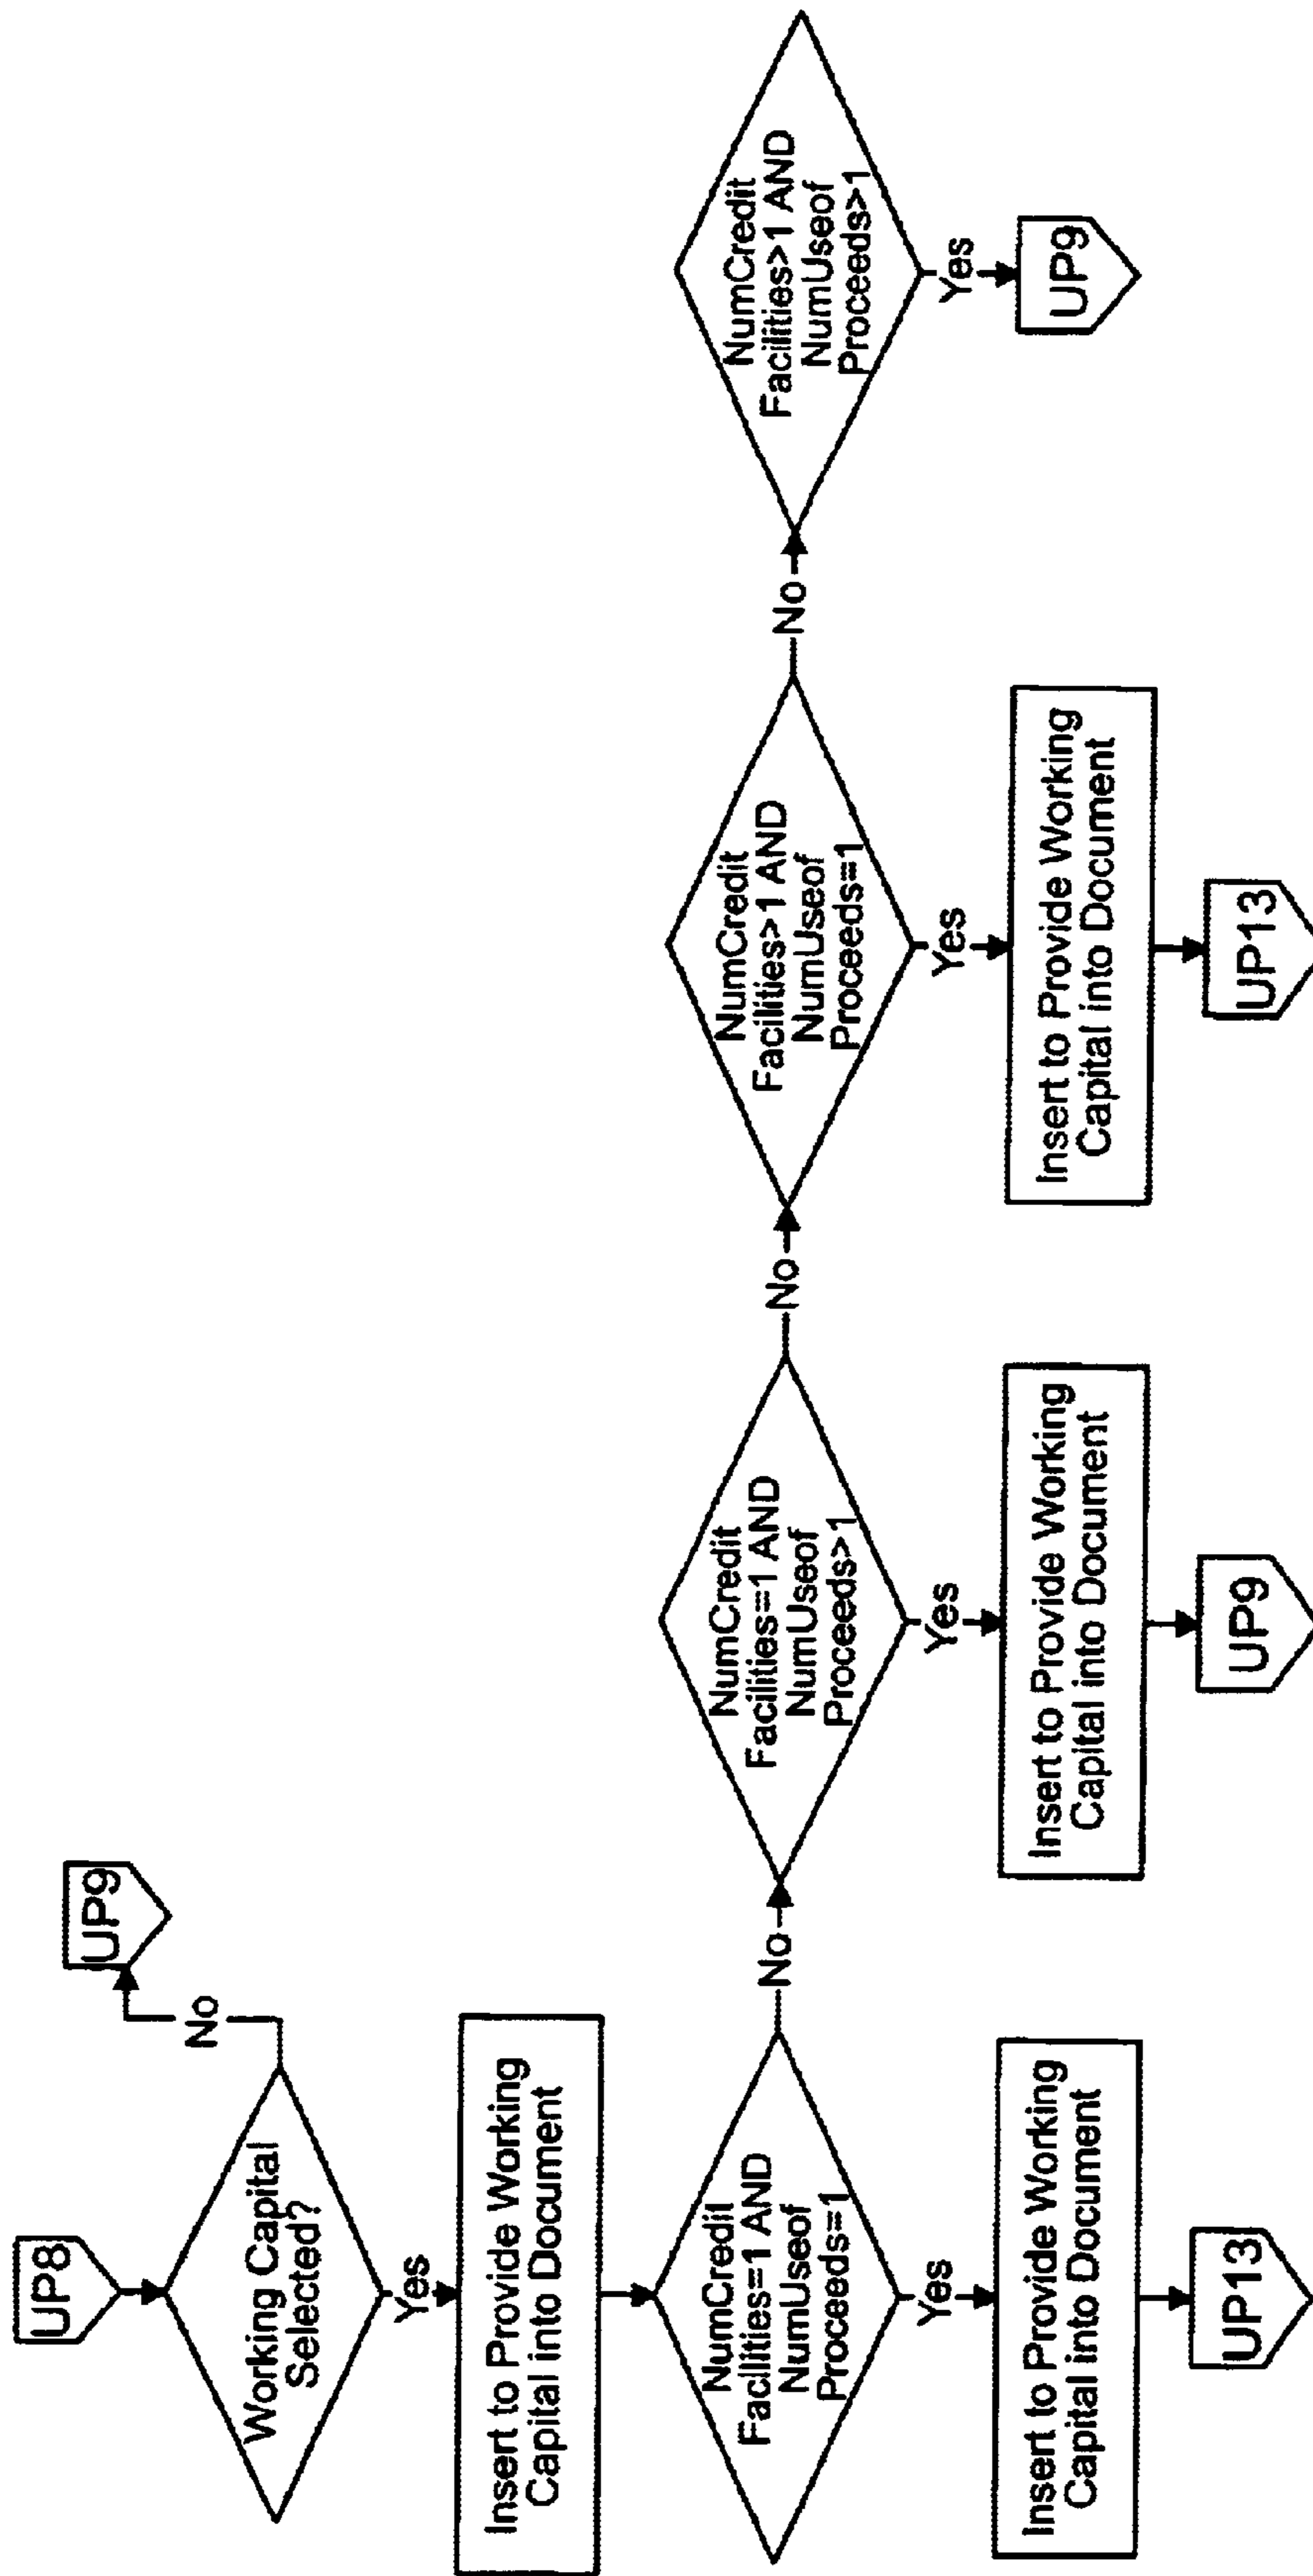 UP8
Working Capital
Selected?
No
UP9
Yes
Insert to Provide Working
Capital into Document
NumCredit
Facilities=1 AND
NumUseof
Proceeds=1
Yes
Insert to Provide Working
Capital into Document
UP13
No
NumCredit
Facilities=1 AND
NumUseof
Proceeds>1
Yes
Insert to Provide Working
Capital into Document
UP9
No
NumCredit
Facilities>1 AND
NumUseof
Proceeds=1
Yes
Insert to Provide Working
Capital into Document
UP13
No
NumCredit
Facilities>1 AND
NumUseof
Proceeds>1
Yes
UP9